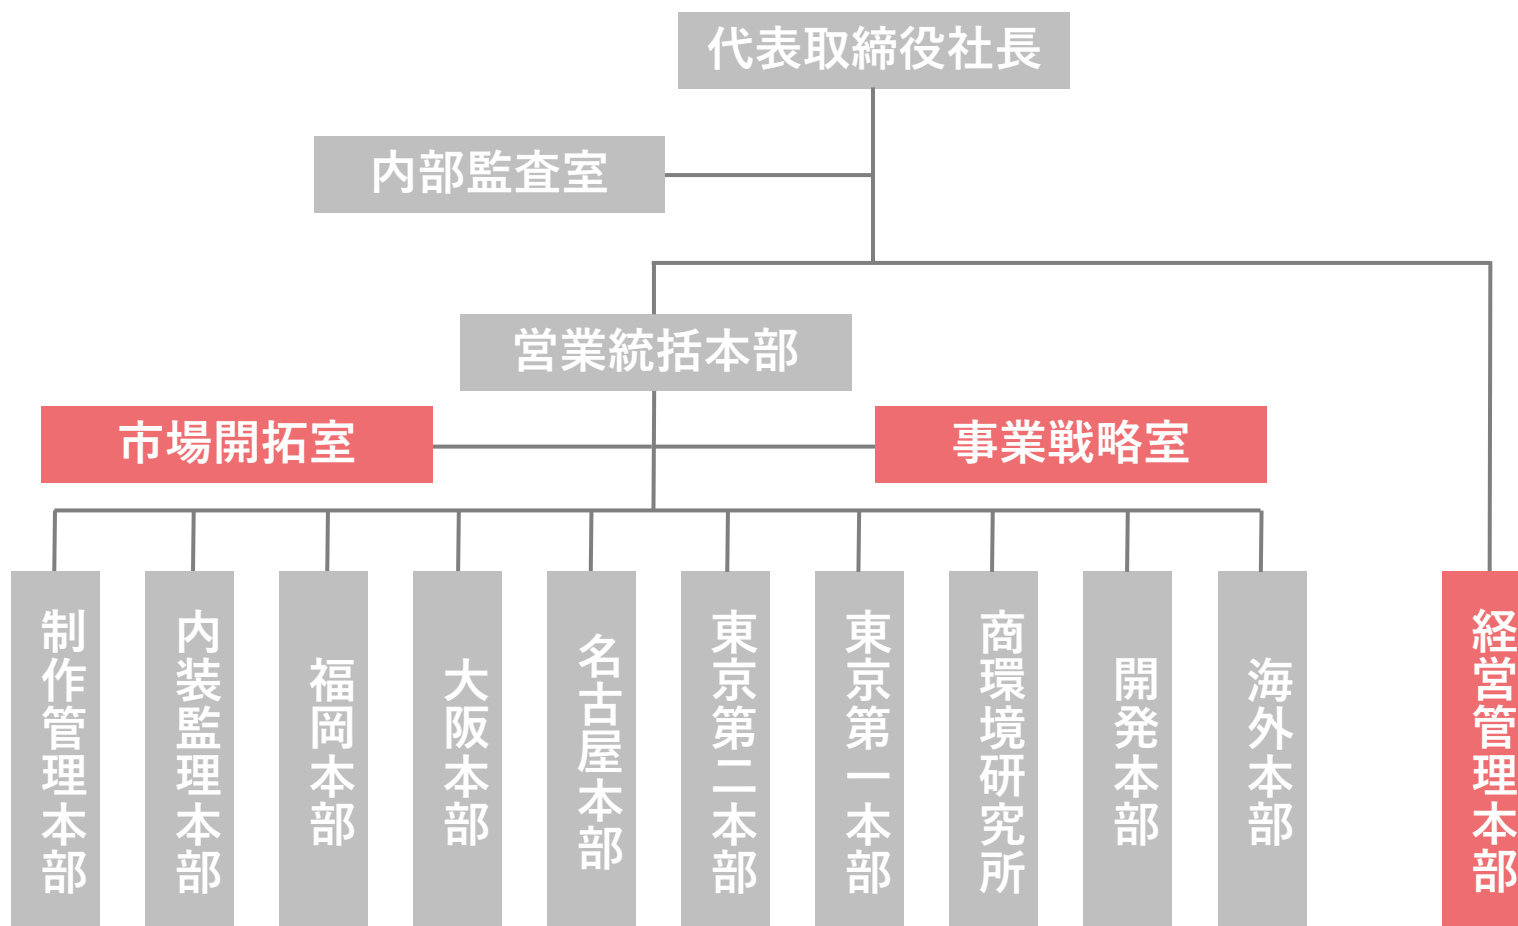 代表取締役社長
内部監査室
営業統括本部
市場開拓室
事業戦略室
制作管理本部
内装監理本部
福岡本部
大阪本部
名古屋本部
東京第二本部
東京第一本部
商環境研究所
開発本部
海外本部
経営管理本部